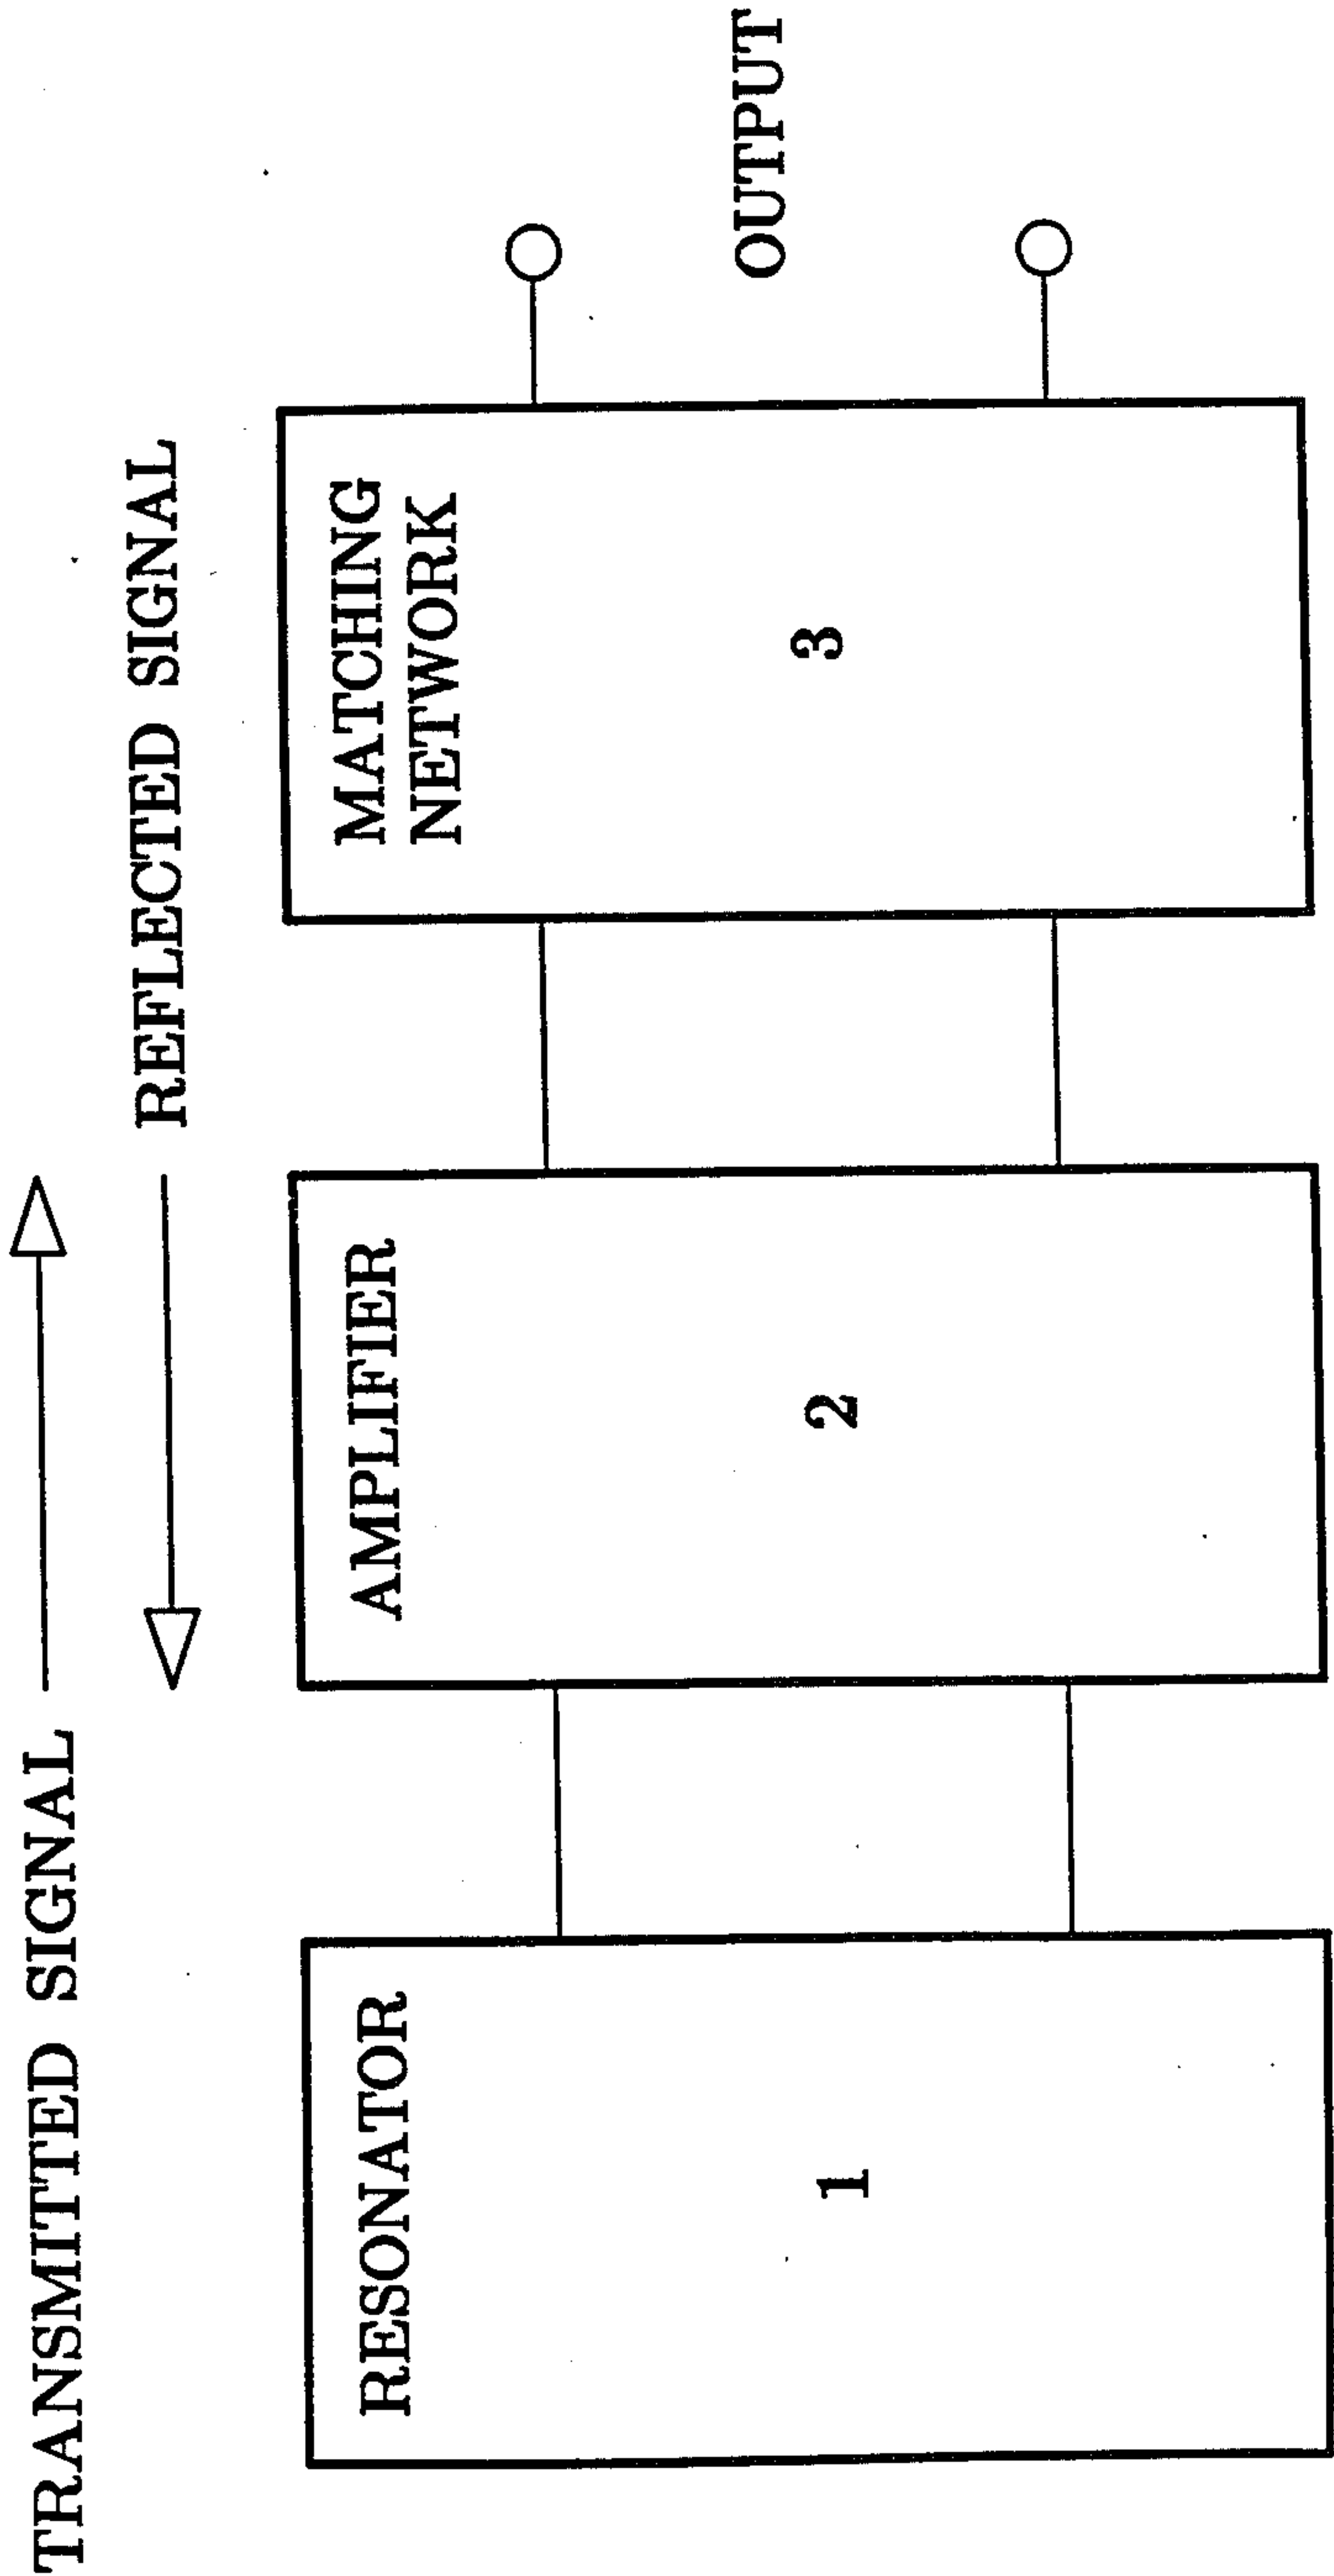 TRANSMITTED SIGNAL
REFLECTED SIGNAL
RESONATOR
1
AMPLIFIER
2
MATCHING
NETWORK
3
OUTPUT